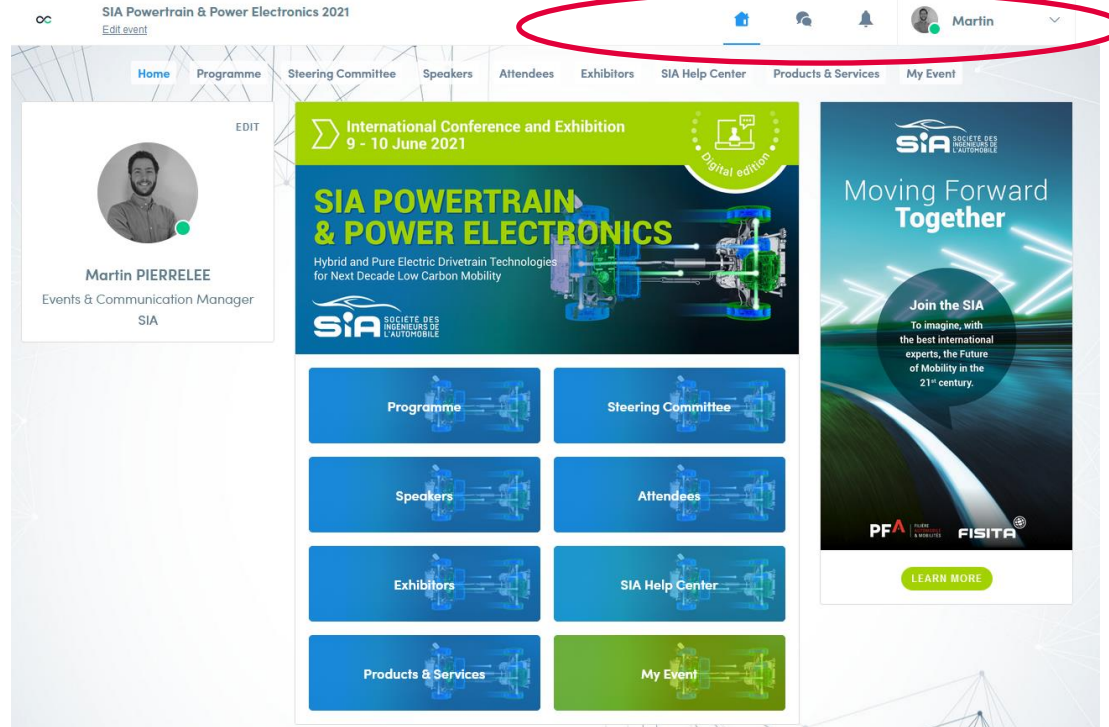 SIA Powertrain & Power Electronics 2021
Edit event
Martin
Home Programme Steering Committee Speakers Attendees Exhibitors SIA Help Center Products & Services My Event
EDIT
Martin PIERRELEE
Events & Communication Manager
SIA
International Conference and Exhibition
9 - 10 June 2021
Digital edition
SIA POWERTRAIN
& POWER ELECTRONICS
Hybrid and Pure Electric Drivetrain Technologies
for Next Decade Low Carbon Mobility
SiA SOCIÉTÉ DES
INGÉNIEURS DE
L'AUTOMOBILE
Programme
Steering Committee
Speakers
Attendees
Exhibitors
SIA Help Center
Products & Services
My Event
SiA SOCIÉTÉ DES
INGÉNIEURS DE
L'AUTOMOBILE
Moving Forward
Together
Join the SIA
To imagine, with
the best international
experts, the Future
of Mobility in the
21st century.
PFA FILIÈRE
AUTOMOBILE
& MOBILITÉS
FISITA
LEARN MORE